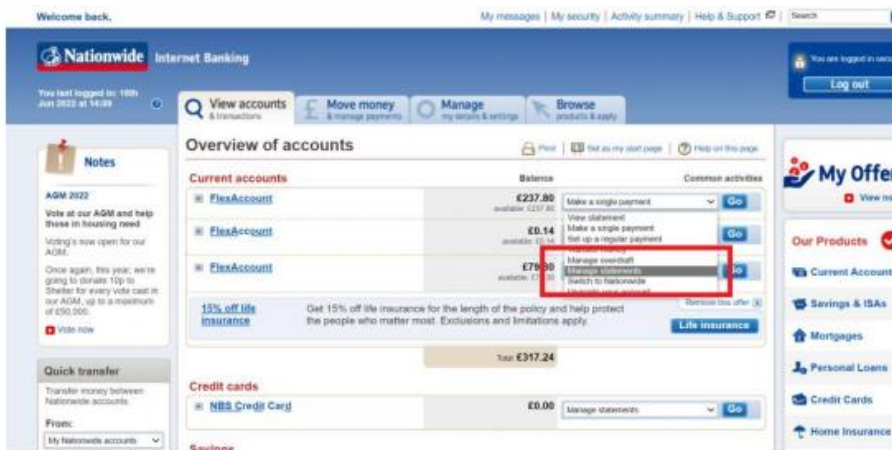 Welcome back.
My messages | My security | Activity summary | Help & Support
Search
Nationwide Internet Banking
You last logged in: 16th
Jun 2022 at 14:09
You are logged in
Log out
View accounts
& transactions
Move money
& manage payments
Manage
my details & settings
Browse
products & apply
Notes
AGM 2022
Vote at our AGM and help
those in housing need
Voting's now open for our
AGM.
Once again, this year, we're
going to donate 10p to
Shelter for every vote cast in
our AGM, up to a maximum
of £50,000.
Vote now
Quick transfer
Transfer money between
Nationwide accounts.
From:
My Nationwide accounts
Overview of accounts
Print | Set as my start page | Help on this page
Current accounts
Balance
Common activities
FlexAccount
£237.80
available: £237.80
Make a single payment
Go
View statement
Make a single payment
Set up a regular payment
Manage overdraft
Manage statements
Switch to Nationwide
FlexAccount
£0.14
available: £0.14
Go
FlexAccount
Go
15% off life
insurance
Get 15% off life insurance for the length of the policy and help protect
the people who matter most. Exclusions and limitations apply.
Remove this offer
Life insurance
Total £317.24
Credit cards
NBS Credit Card
£0.00
Manage statements
Go
Savings
My Offer
Our Products
Current Account
Savings & ISAs
Mortgages
Personal Loans
Credit Cards
Home Insurance